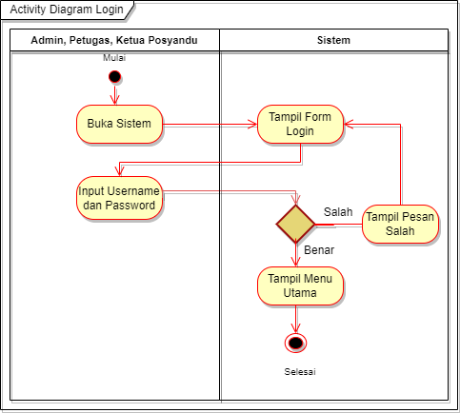 Activity Diagram Login
Admin, Petugas, Ketua Posyandu
Sistem
Mulai
Buka Sistem
Tampil Form
Login
Input Username
dan Password
Salah
Tampil Pesan
Salah
Benar
Tampil Menu
Utama
Selesai